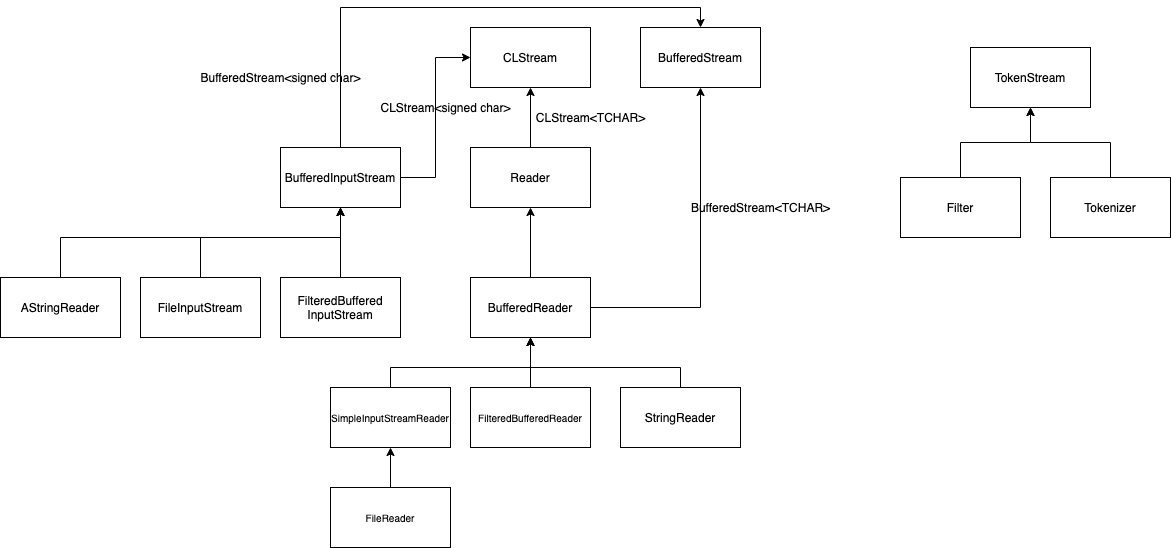 CLStream
BufferedStream
TokenStream
BufferedStream<signed char>
CLStream<signed char>
CLStream<TCHAR>
BufferedInputStream
Reader
BufferedStream<TCHAR>
Filter
Tokenizer
AStringReader
FileInputStream
FilteredBuffered
InputStream
BufferedReader
SimpleInputStreamReader
FilteredBufferedReader
StringReader
FileReader